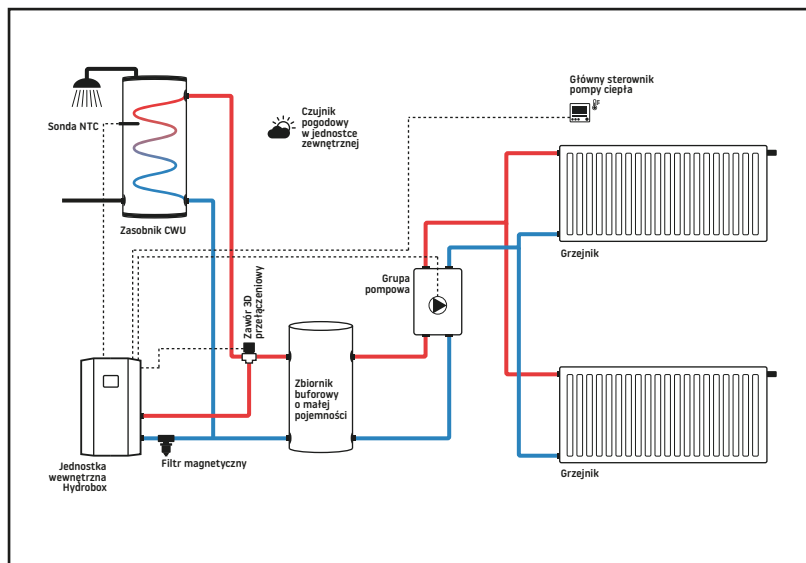 Sonda NTC
Zasobnik CWU
Czujnik
pogodowy
w jednostce
zewnętrznej
Główny sterownik
pompy ciepła
°F
Grzejnik
Grupa
pompowa
Zawór 3D
przełączeniowy
Zbiornik
buforowy
o małej
pojemności
Grzejnik
Filtr magnetyczny
Jednostka
wewnętrzna
Hydrobox